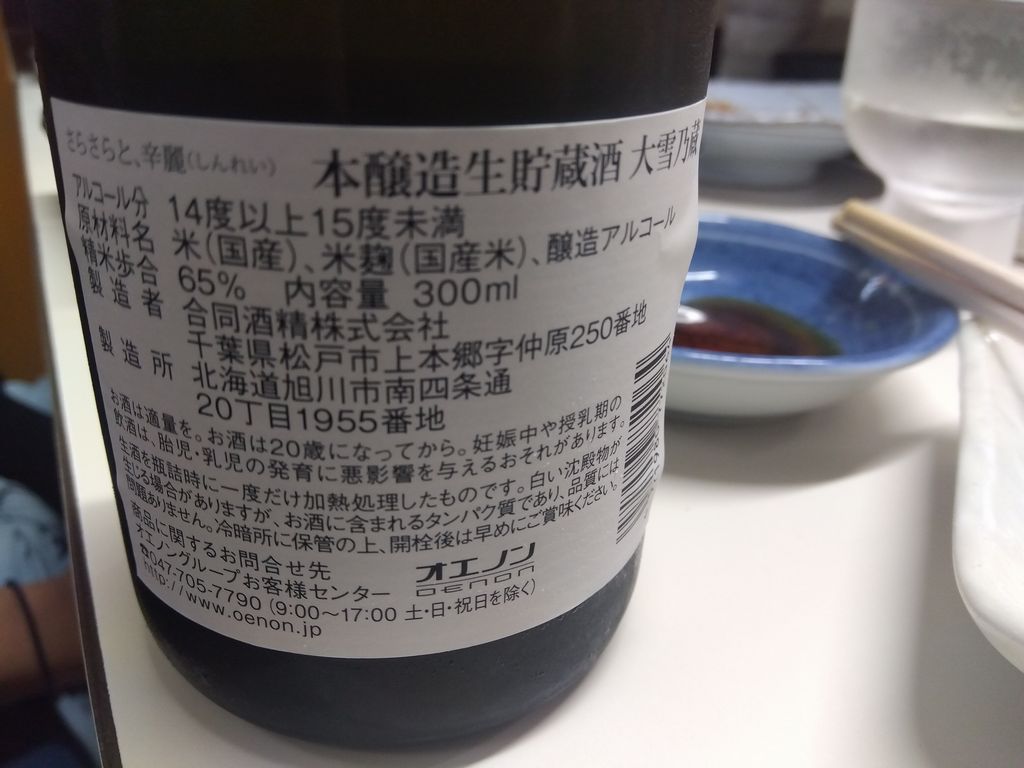 さらさらと、辛麗(しんれい)
本醸造生貯蔵酒 大雪乃蔵
アルコール分 14度以上15度未満
原材料名 米(国産)、米麹(国産米)、醸造アルコール
精米歩合 65% 内容量 300ml
製造者 合同酒精株式会社
千葉県松戸市上本郷字仲原250番地
製造所 北海道旭川市南四条通
20丁目1955番地
お酒は適量を。お酒は20歳になってから。妊娠中や授乳期の
飲酒は、胎児・乳児の発育に悪影響を与えるおそれがあります。
生酒を瓶詰時に一度だけ加熱処理したものです。白い沈殿物が
生じる場合がありますが、お酒に含まれるタンパク質であり、品質には
問題ありません。冷暗所に保管の上、開栓後は早めにご賞味ください。
商品に関するお問合せ先
オエノングループお客様センター
☎047-705-7790 (9:00〜17:00 土・日・祝日を除く)
http://www.oenon.jp
オエノン
OENON